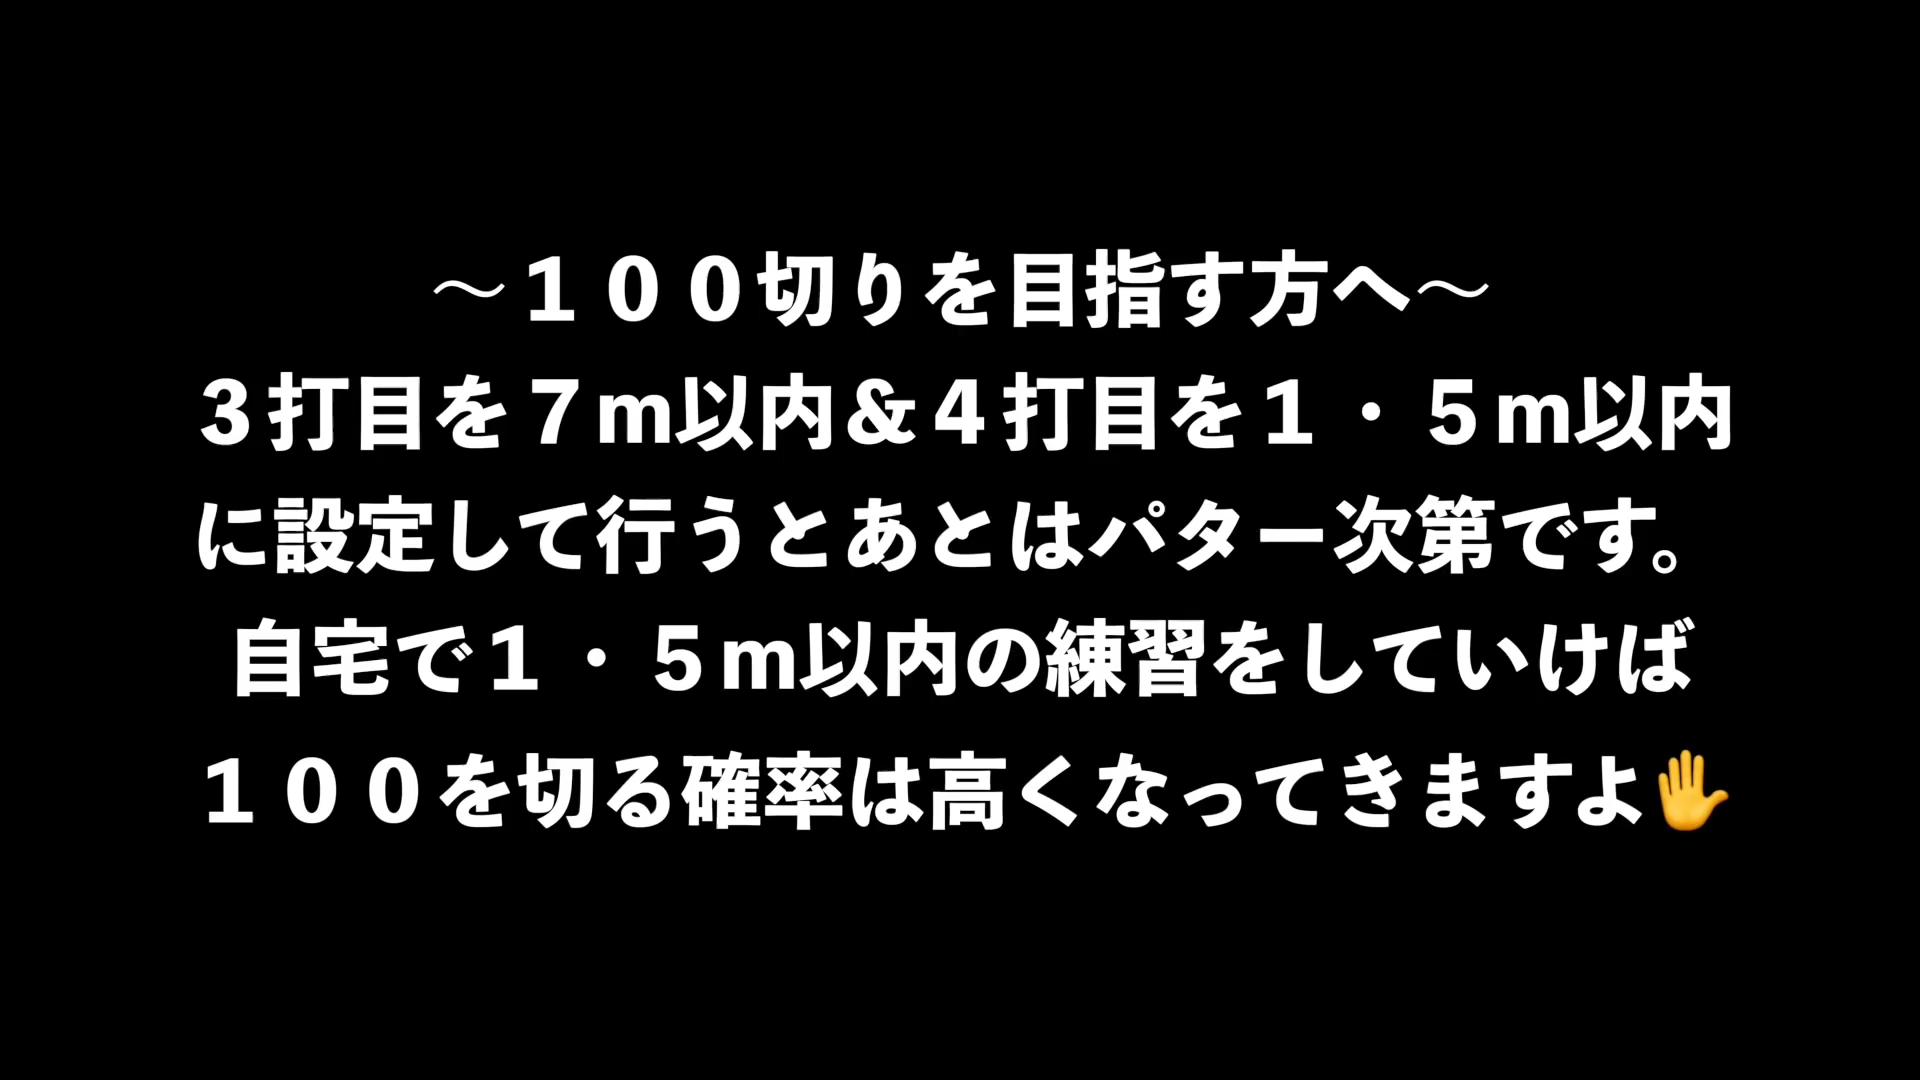 〜１００切りを目指す方へ〜
３打目を７ｍ以内＆４打目を１・５ｍ以内
に設定して行うとあとはパター次第です。
自宅で１・５ｍ以内の練習をしていけば
１００を切る確率は高くなってきますよ✋